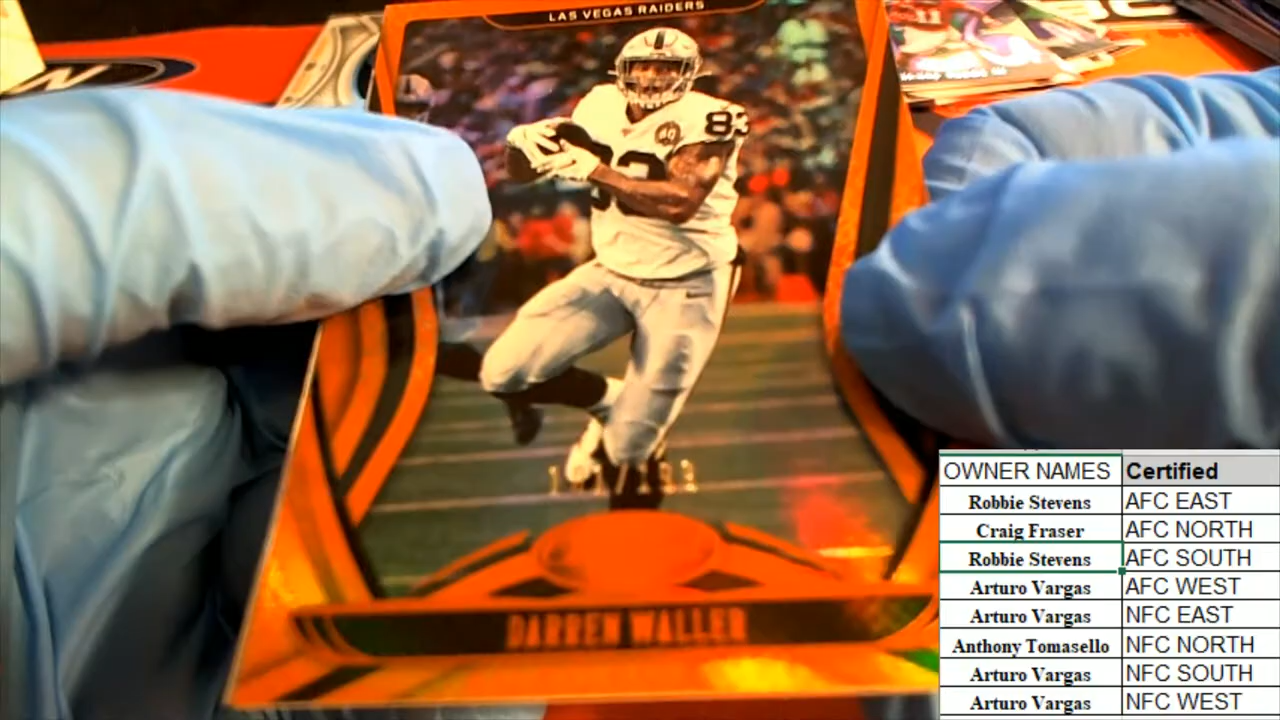 LAS VEGAS RAIDERS
11
83
83
DARREN WALLER
OWNER NAMES Certified
Robbie Stevens AFC EAST
Craig Fraser AFC NORTH
Robbie Stevens AFC SOUTH
Arturo Vargas AFC WEST
Arturo Vargas NFC EAST
Anthony Tomasello NFC NORTH
Arturo Vargas NFC SOUTH
Arturo Vargas NFC WEST